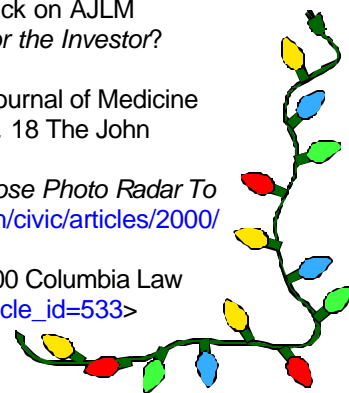 ck on AJLM
or the Investor?
ournal of Medicine
. 18 The John
ose Photo Radar To
n/civic/articles/2000/
00 Columbia Law
cle_id=533>